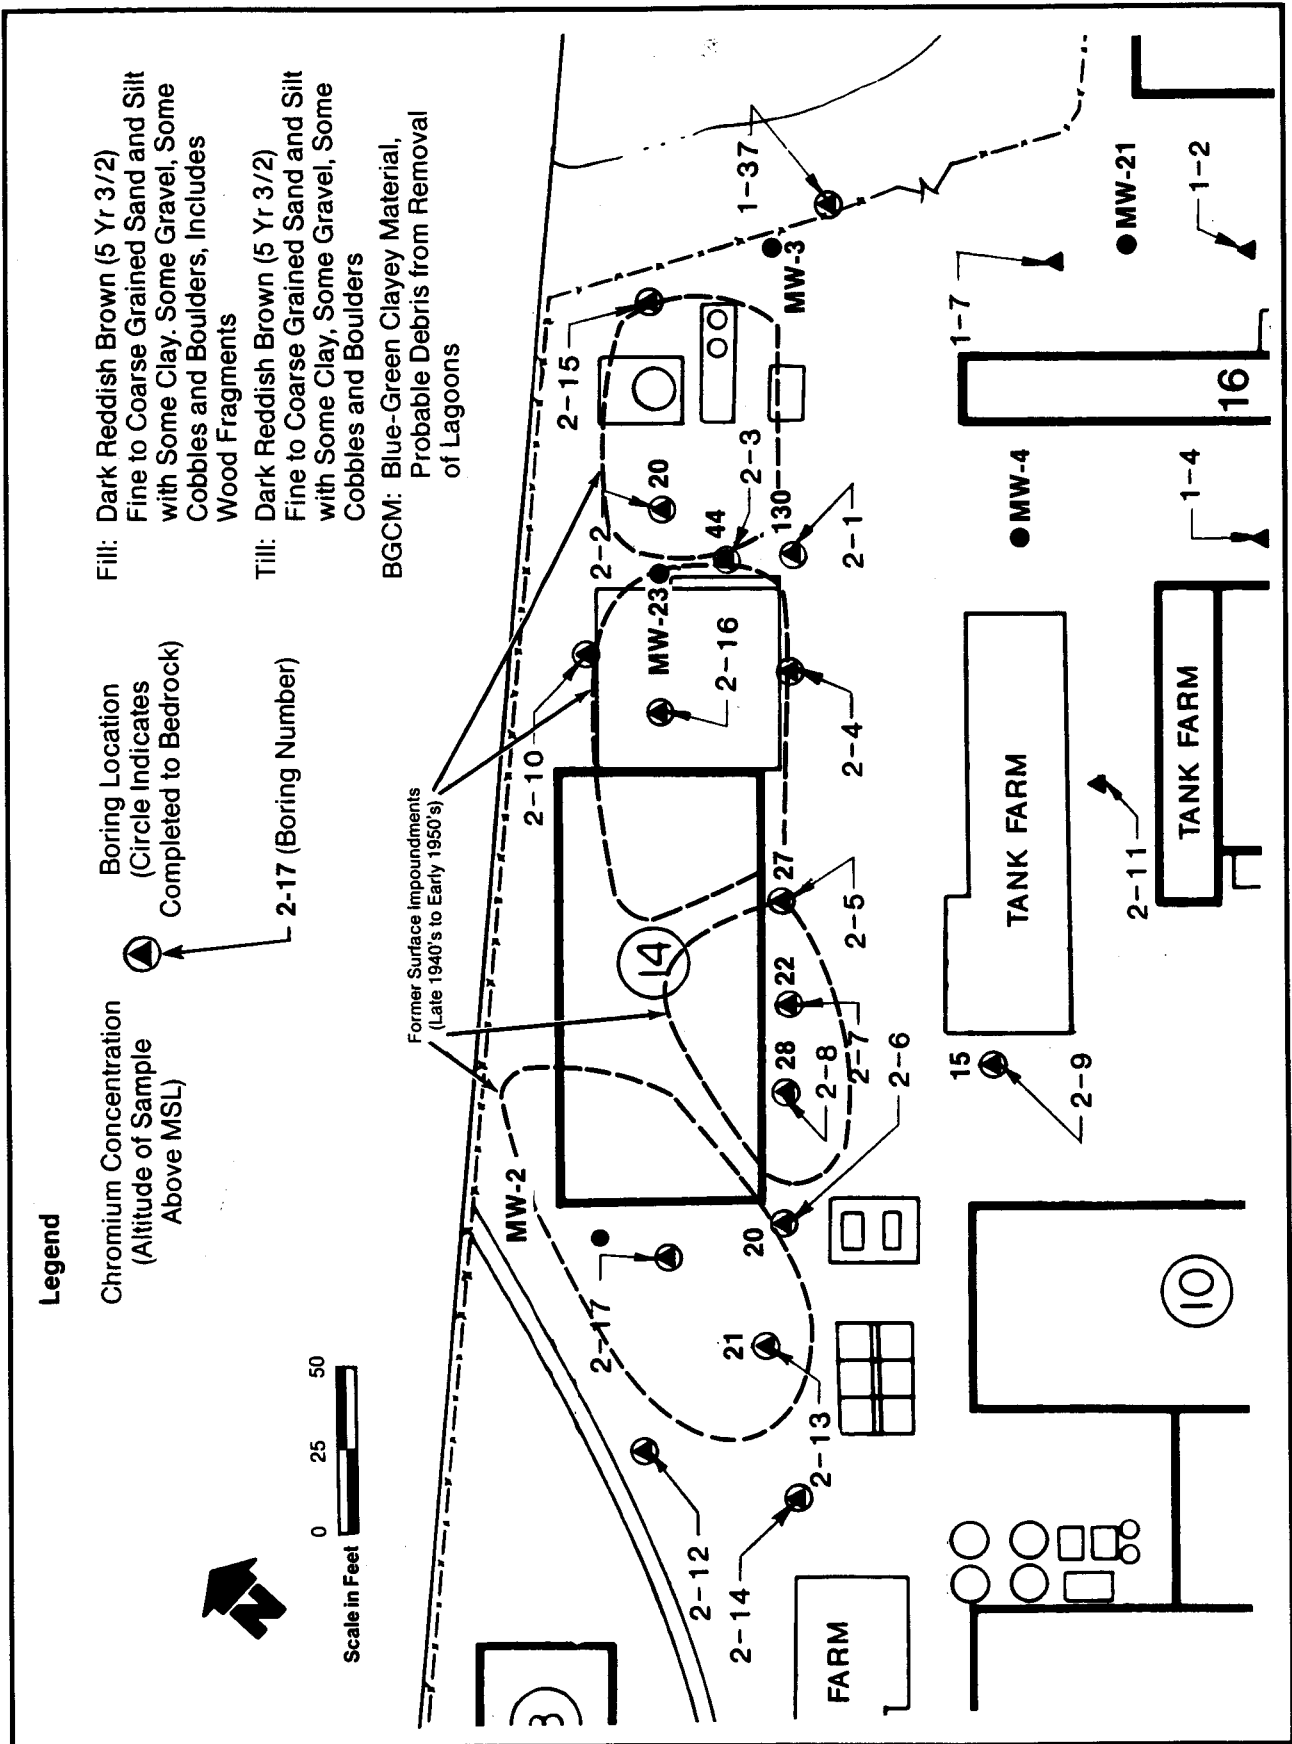 Legend
Chromium Concentration
(Altitude of Sample
Above MSL)
Boring Location
(Circle Indicates
Completed to Bedrock)
2-17 (Boring Number)
Fill: Dark Reddish Brown (5 Yr 3/2)
Fine to Coarse Grained Sand and Silt
with Some Clay. Some Gravel, Some
Cobbles and Boulders, Includes
Wood Fragments
Till: Dark Reddish Brown (5 Yr 3/2)
Fine to Coarse Grained Sand and Silt
with Some Clay, Some Gravel, Some
Cobbles and Boulders
BGCM: Blue-Green Clayey Material,
Probable Debris from Removal
of Lagoons
N
0 25 50
Scale in Feet
Former Surface Impoundments
(Late 1940's to Early 1950's)
3
MW-2
2-17
2-12
2-14
21
2-13
20
2-6
28
2-8
22
2-7
27
2-5
14
2-10
2-16
MW-23
2-4
2-2
20
44
2-3
130
2-1
2-15
MW-3
1-37
FARM
15
2-9
TANK FARM
2-11
TANK FARM
10
MW-4
1-4
16
1-7
MW-21
1-2